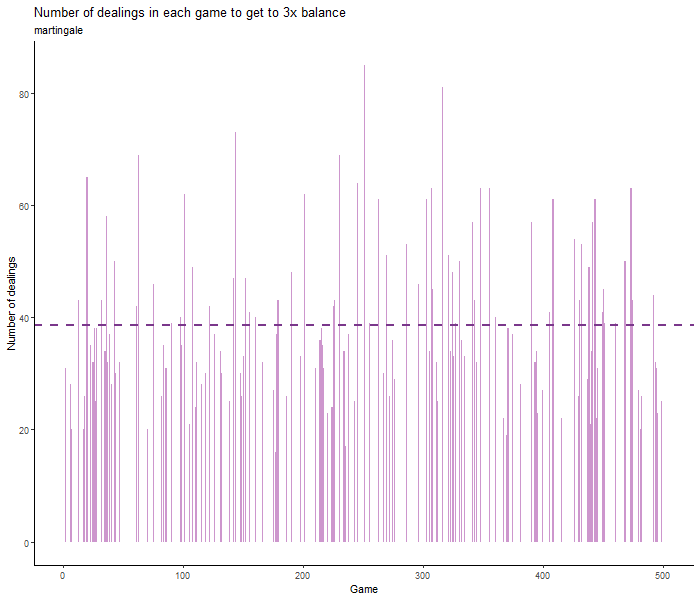 Number of dealings in each game to get to 3x balance
martingale
Number of dealings
80
60
40
20
0
0 100 200 300 400 500
Game